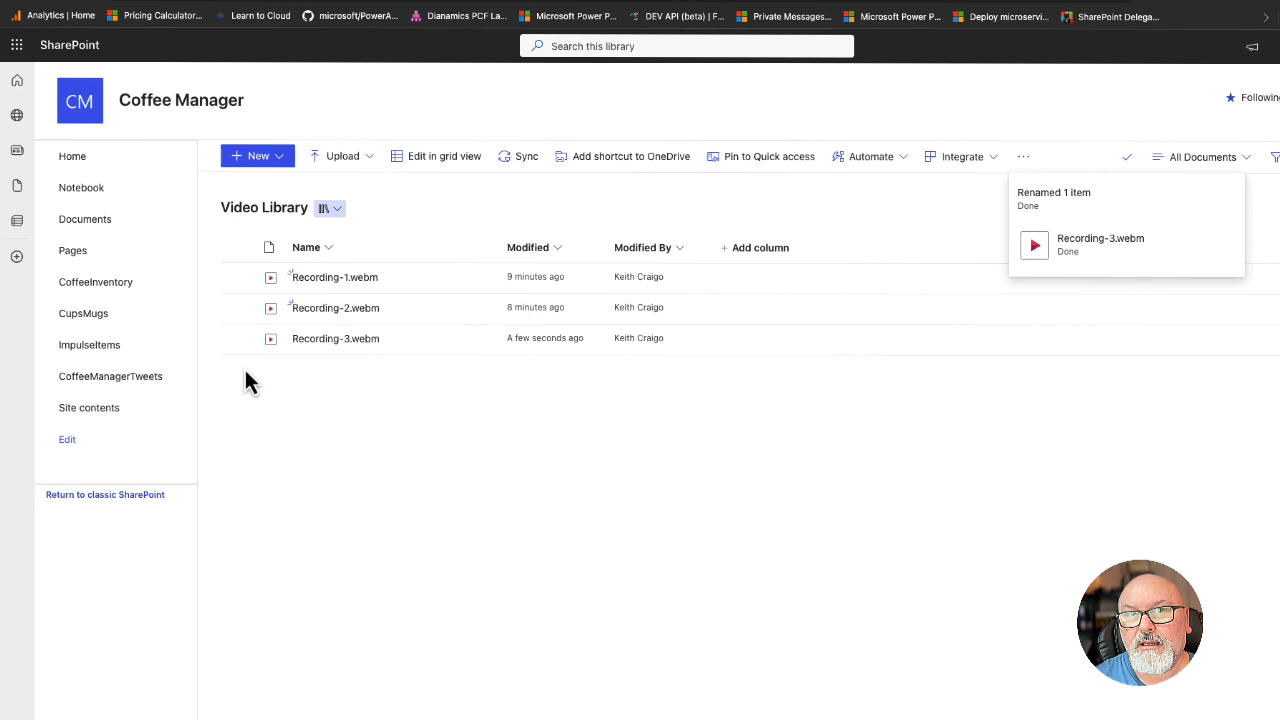 Analytics | Home
Pricing Calculator...
Learn to Cloud
microsoft/PowerA...
Dianamics PCF La...
Microsoft Power P...
DEV API (beta) | F...
Private Messages...
Microsoft Power P...
Deploy microservi...
SharePoint Delega...
SharePoint
Search this library
CM
Coffee Manager
Following
Home
Notebook
Documents
Pages
CoffeeInventory
CupsMugs
ImpulseItems
CoffeeManagerTweets
Site contents
Edit
Return to classic SharePoint
+ New
Upload
Edit in grid view
Sync
Add shortcut to OneDrive
Pin to Quick access
Automate
Integrate
...
All Documents
Renamed 1 item
Done
Recording-3.webm
Done
Video Library
Name
Modified
Modified By
+ Add column
Recording-1.webm 9 minutes ago Keith Craigo
Recording-2.webm 8 minutes ago Keith Craigo
Recording-3.webm A few seconds ago Keith Craigo